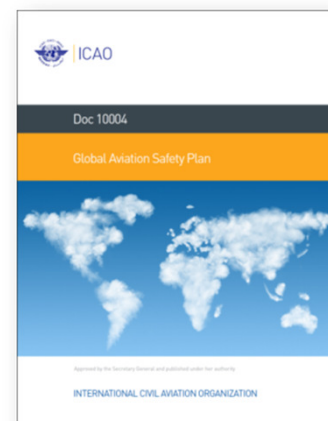 ICAO
Doc 10004
Global Aviation Safety Plan
Approved by the Secretary General and published under her authority
INTERNATIONAL CIVIL AVIATION ORGANIZATION